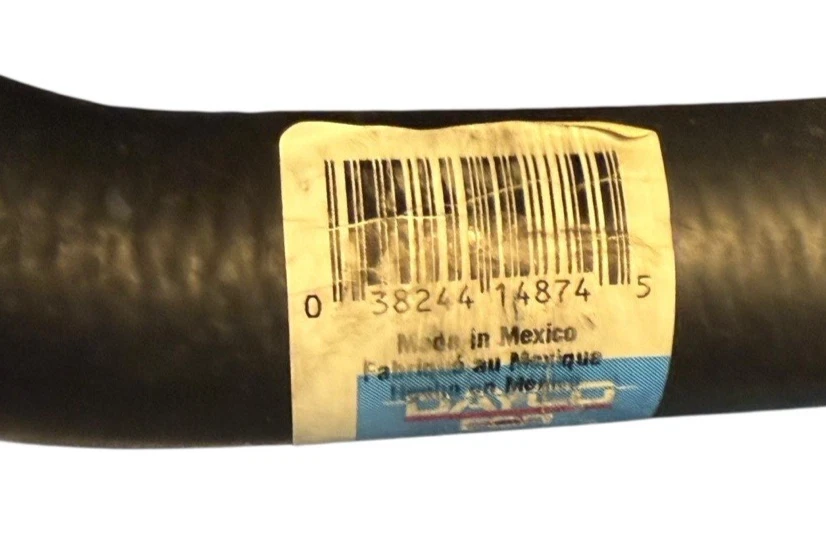 0 38244 14874 5
Made in Mexico
Fabriqué au Mexique
Hecho en Mexico
DAYCO